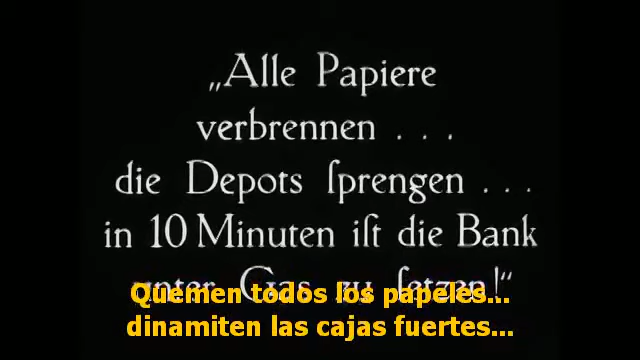 „Alle Papiere
verbrennen . . .
die Depots ſprengen . . .
in 10 Minuten iſt die Bank
unter Gas zu ſetzen!“
Quemen todos los papeles...
dinamiten las cajas fuertes...